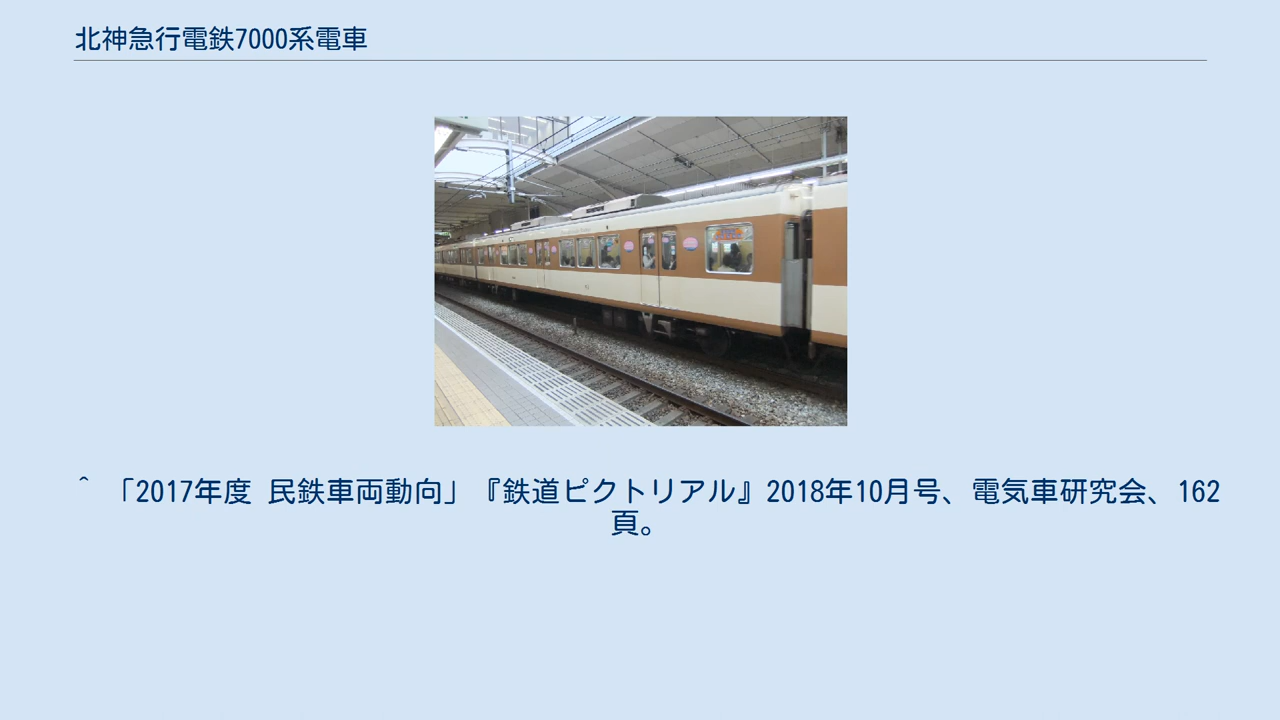 北神急行電鉄7000系電車
^ 「2017年度 民鉄車両動向」『鉄道ピクトリアル』2018年10月号、電気車研究会、162
頁。